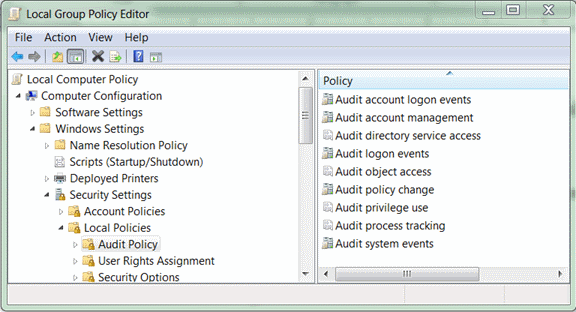 Local Group Policy Editor
File Action View Help
Local Computer Policy
Computer Configuration
Software Settings
Windows Settings
Name Resolution Policy
Scripts (Startup/Shutdown)
Deployed Printers
Security Settings
Account Policies
Local Policies
Audit Policy
User Rights Assignment
Security Options
Policy
Audit account logon events
Audit account management
Audit directory service access
Audit logon events
Audit object access
Audit policy change
Audit privilege use
Audit process tracking
Audit system events